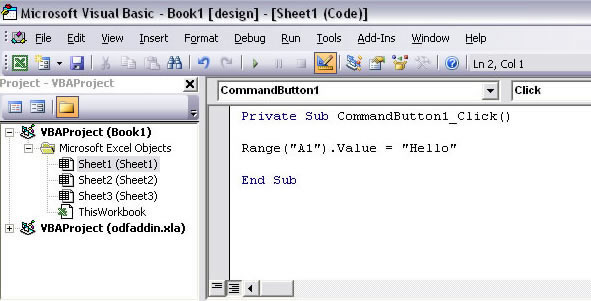 Microsoft Visual Basic - Book1 [design] - [Sheet1 (Code)]
File Edit View Insert Format Debug Run Tools Add-Ins Window Help
Ln 2, Col 1
Project - VBAProject
CommandButton1 Click
VBAProject (Book1)
Microsoft Excel Objects
Sheet1 (Sheet1)
Sheet2 (Sheet2)
Sheet3 (Sheet3)
ThisWorkbook
VBAProject (odfaddin.xla)
Private Sub CommandButton1_Click()
Range("A1").Value = "Hello"
End Sub